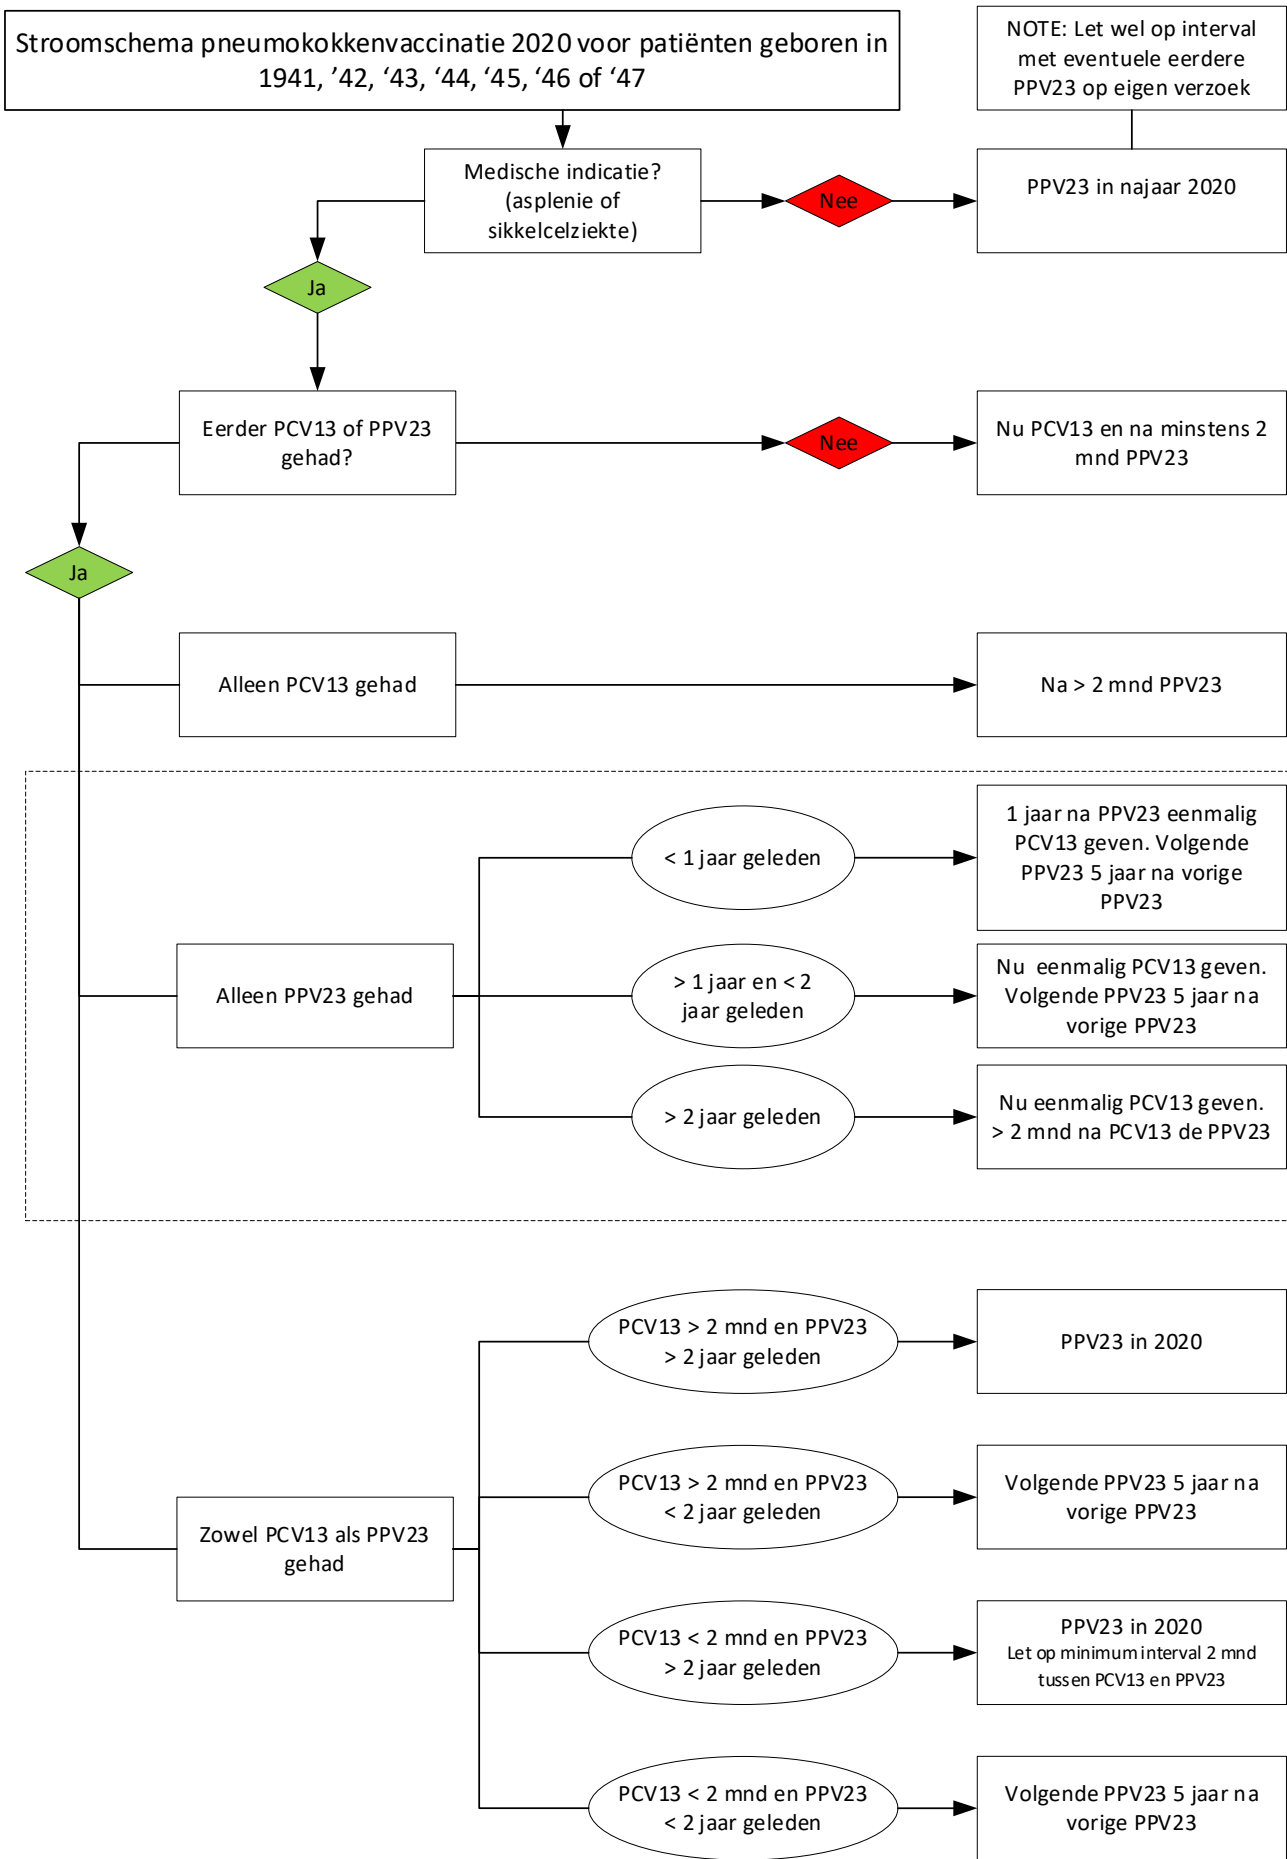 Stroomschema pneumokokkenvaccinatie 2020 voor patiënten geboren in
1941, ’42, ‘43, ‘44, ‘45, ‘46 of ‘47
NOTE: Let wel op interval
met eventuele eerdere
PPV23 op eigen verzoek
Medische indicatie?
(asplenie of
sikkelcelziekte)
Nee
PPV23 in najaar 2020
Ja
Eerder PCV13 of PPV23
gehad?
Nee
Nu PCV13 en na minstens 2
mnd PPV23
Ja
Alleen PCV13 gehad
Na > 2 mnd PPV23
Alleen PPV23 gehad
< 1 jaar geleden
1 jaar na PPV23 eenmalig
PCV13 geven. Volgende
PPV23 5 jaar na vorige
PPV23
> 1 jaar en < 2
jaar geleden
Nu eenmalig PCV13 geven.
Volgende PPV23 5 jaar na
vorige PPV23
> 2 jaar geleden
Nu eenmalig PCV13 geven.
> 2 mnd na PCV13 de PPV23
Zowel PCV13 als PPV23
gehad
PCV13 > 2 mnd en PPV23
> 2 jaar geleden
PPV23 in 2020
PCV13 > 2 mnd en PPV23
< 2 jaar geleden
Volgende PPV23 5 jaar na
vorige PPV23
PCV13 < 2 mnd en PPV23
> 2 jaar geleden
PPV23 in 2020
Let op minimum interval 2 mnd
tussen PCV13 en PPV23
PCV13 < 2 mnd en PPV23
< 2 jaar geleden
Volgende PPV23 5 jaar na
vorige PPV23